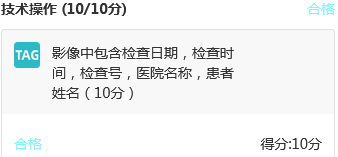 技术操作 (10/10分) 合格
TAG 影像中包含检查日期，检查时
间，检查号，医院名称，患者
姓名（10分）
合格 得分:10分